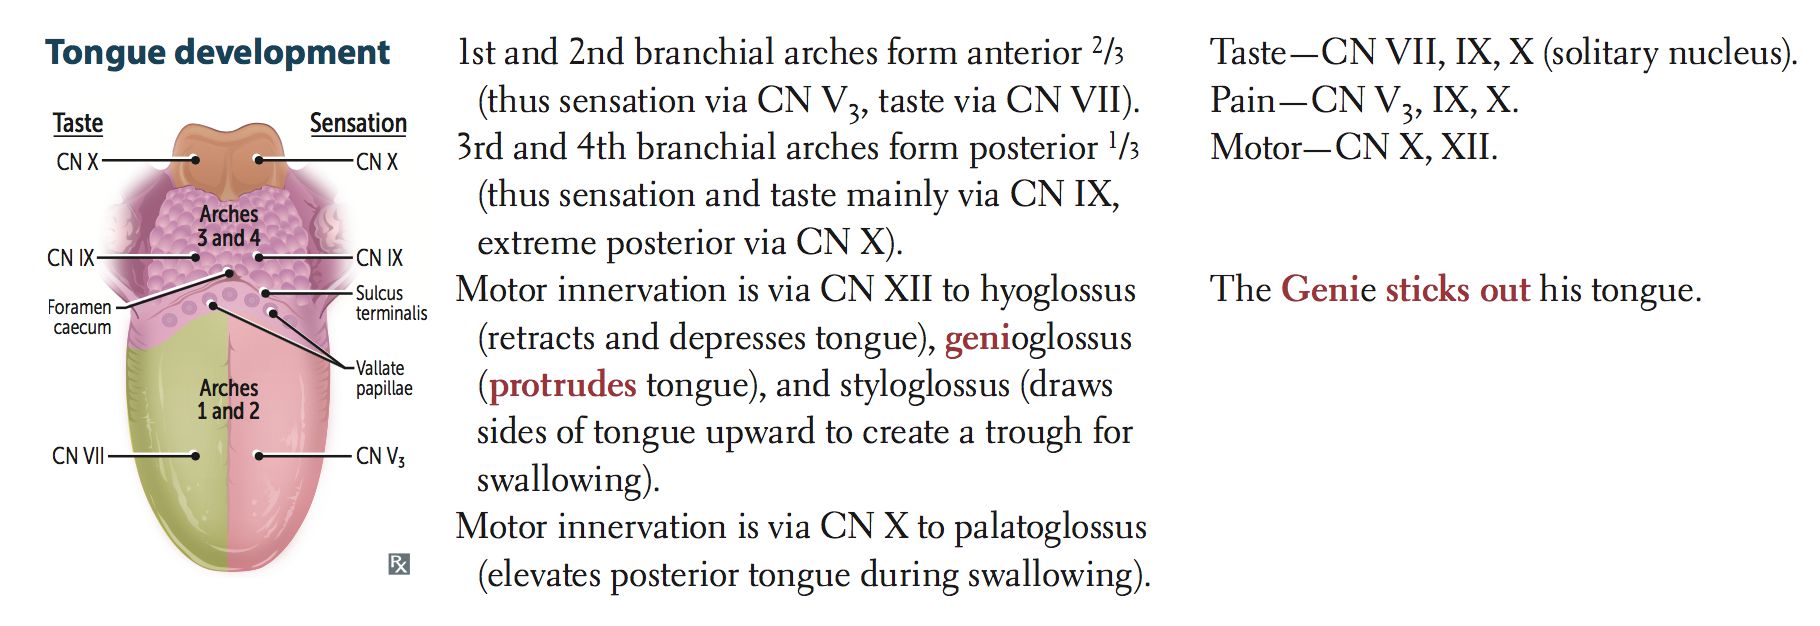 Tongue development
Taste
Sensation
CN X
CN X
Arches
3 and 4
CN IX
CN IX
Foramen
caecum
Sulcus
terminalis
Vallate
papillae
Arches
1 and 2
CN VII
CN V₃
Rx
1st and 2nd branchial arches form anterior 2/3
(thus sensation via CN V₃, taste via CN VII).
3rd and 4th branchial arches form posterior 1/3
(thus sensation and taste mainly via CN IX,
extreme posterior via CN X).
Motor innervation is via CN XII to hyoglossus
(retracts and depresses tongue), genioglossus
(protrudes tongue), and styloglossus (draws
sides of tongue upward to create a trough for
swallowing).
Motor innervation is via CN X to palatoglossus
(elevates posterior tongue during swallowing).
Taste—CN VII, IX, X (solitary nucleus).
Pain—CN V₃, IX, X.
Motor—CN X, XII.
The Genie sticks out his tongue.